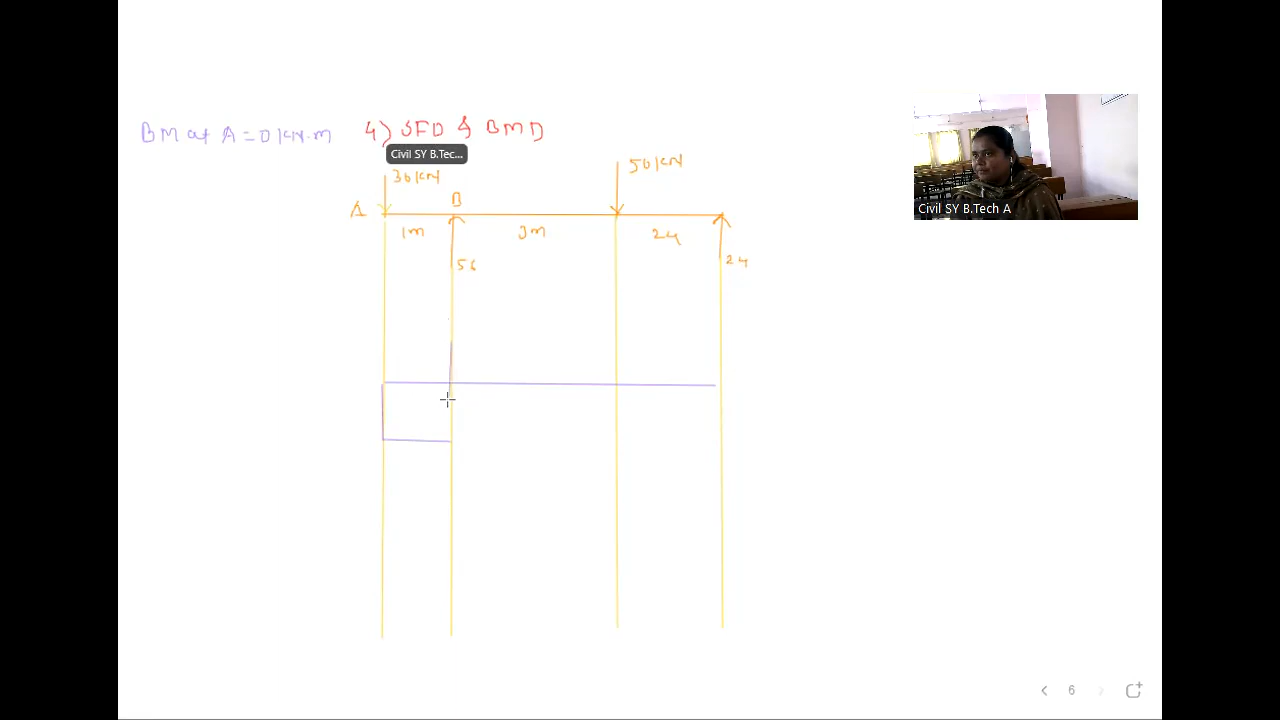 BM at A = 0 kN.m 4) SFD & BMD
Civil SY B.Tec...
30 kN
50 kN
A
B
1m
3m
24
56
24
Civil SY B.Tech A
6